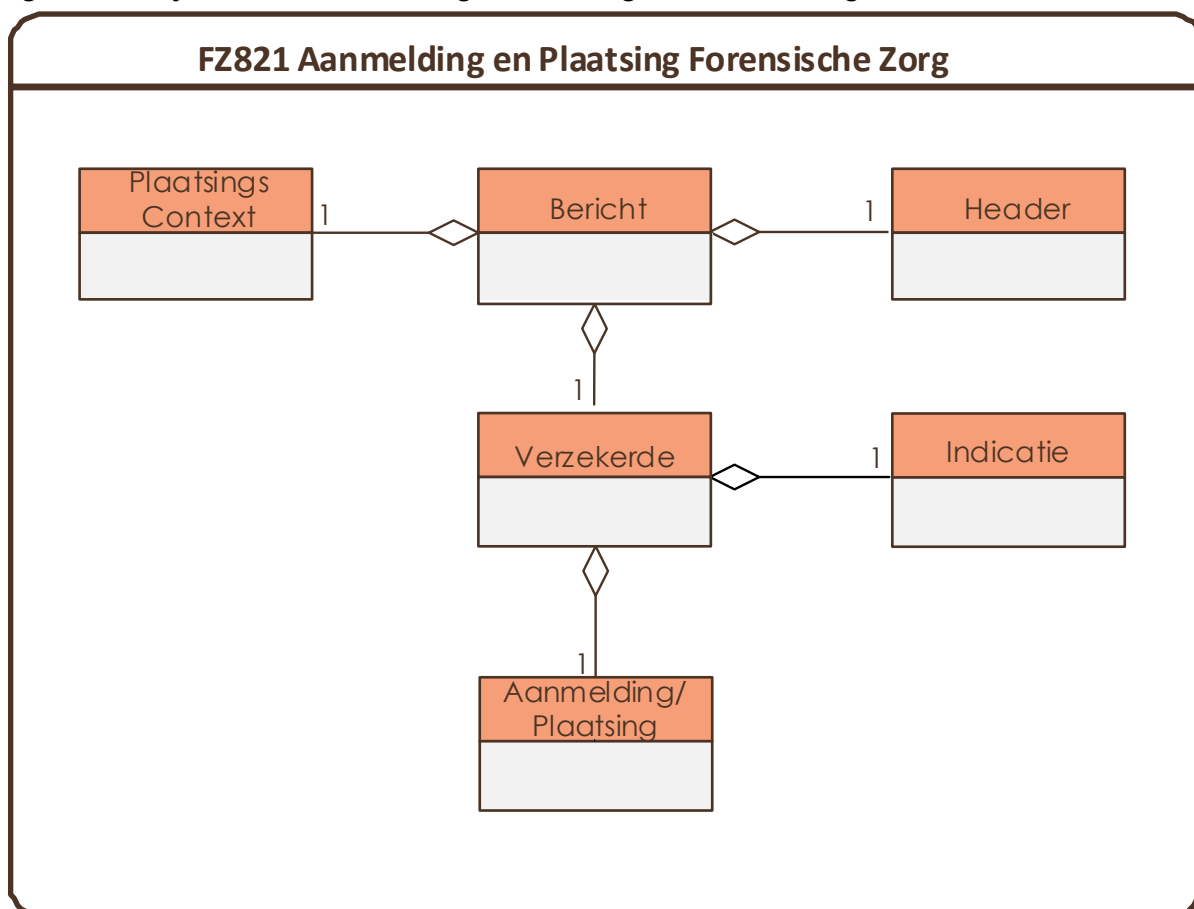 FZ821 Aanmelding en Plaatsing Forensische Zorg
Plaatsings
Context
1
Bericht
1
Header
1
Verzekerde
1
Indicatie
1
Aanmelding/
Plaatsing